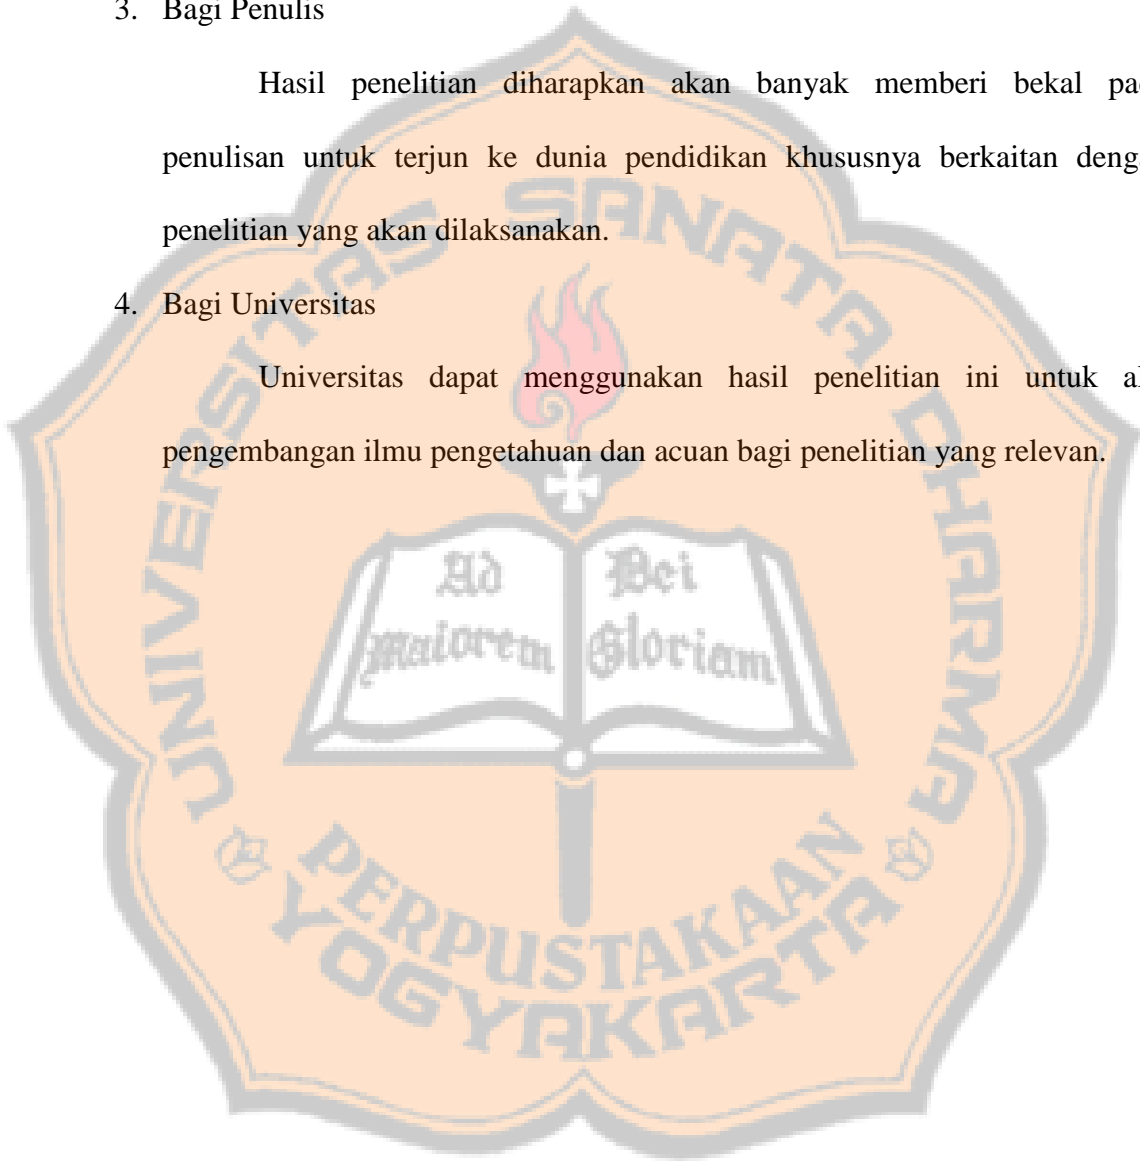 3. Bagi Penulis
Hasil penelitian diharapkan akan banyak memberi bekal pad
penulisan untuk terjun ke dunia pendidikan khususnya berkaitan denga
penelitian yang akan dilaksanakan.
4. Bagi Universitas
Universitas dapat menggunakan hasil penelitian ini untuk
pengembangan ilmu pengetahuan dan acuan bagi penelitian yang relevan.
UNIVERSITAS SANATA DHARMA
Ad Dei
maiorem Gloriam
PERPUSTAKAAN
YOGYAKARTA